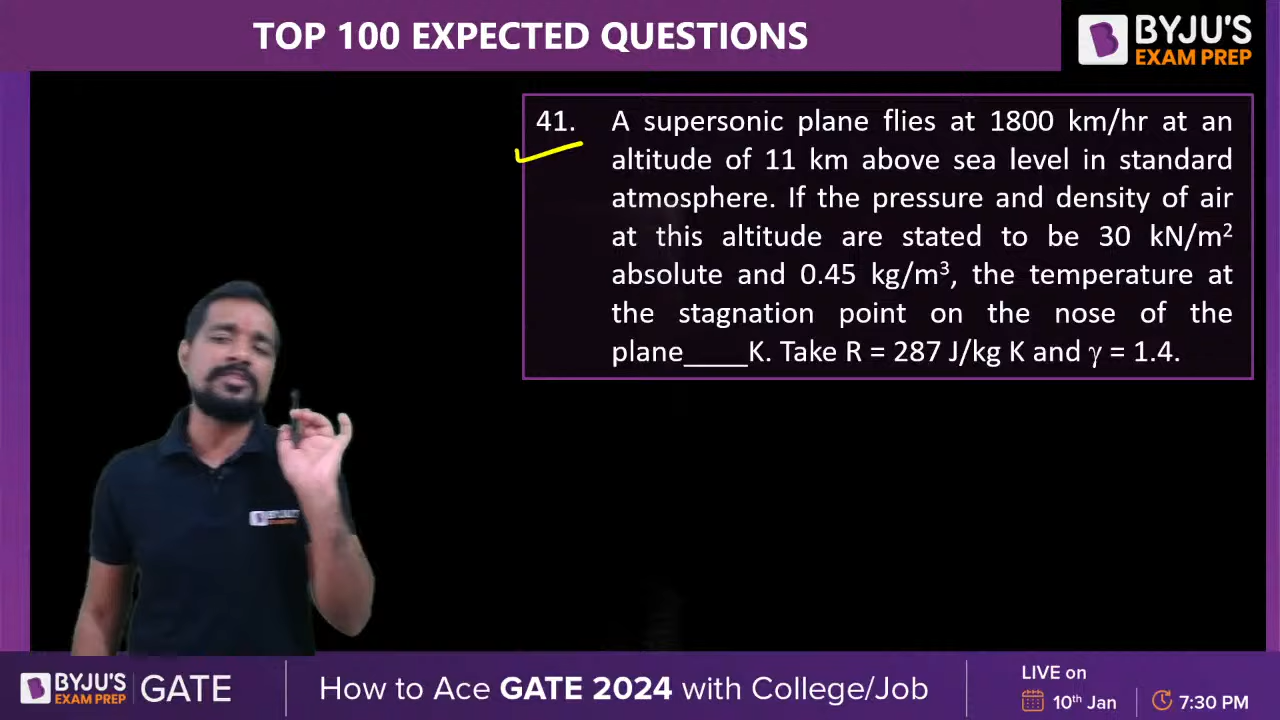 TOP 100 EXPECTED QUESTIONS
BYJU'S
EXAM PREP
41. A supersonic plane flies at 1800 km/hr at an
altitude of 11 km above sea level in standard
atmosphere. If the pressure and density of air
at this altitude are stated to be 30 kN/m²
absolute and 0.45 kg/m³, the temperature at
the stagnation point on the nose of the
plane____K. Take R = 287 J/kg K and γ = 1.4.
BYJU'S
EXAM PREP
GATE
How to Ace GATE 2024 with College/Job
LIVE on
10th Jan
7:30 PM